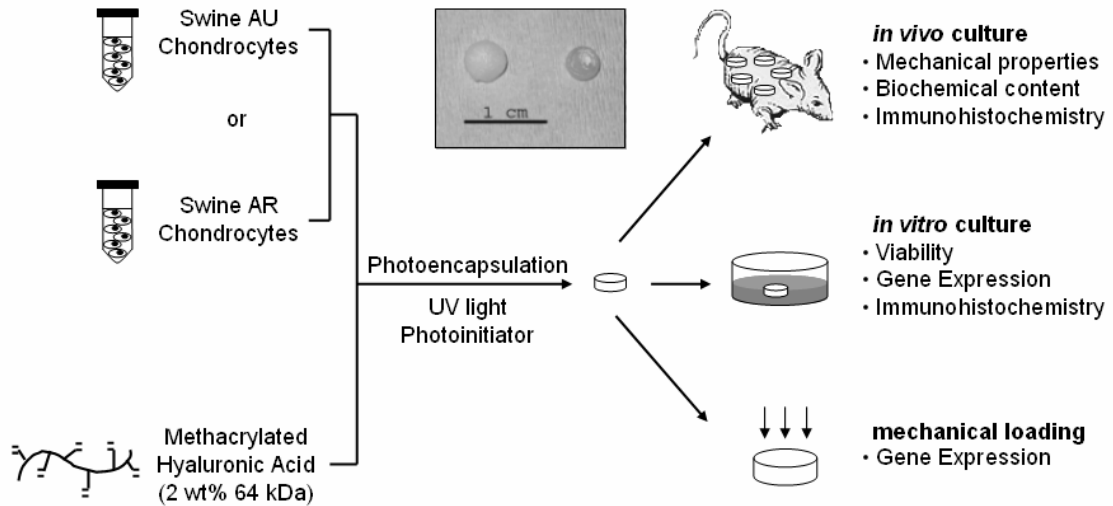 Swine AU
Chondrocytes
or
Swine AR
Chondrocytes
Methacrylated
Hyaluronic Acid
(2 wt% 64 kDa)
Photoencapsulation
UV light
Photoinitiator
1 cm
in vivo culture
· Mechanical properties
· Biochemical content
· Immunohistochemistry
in vitro culture
· Viability
· Gene Expression
· Immunohistochemistry
mechanical loading
· Gene Expression